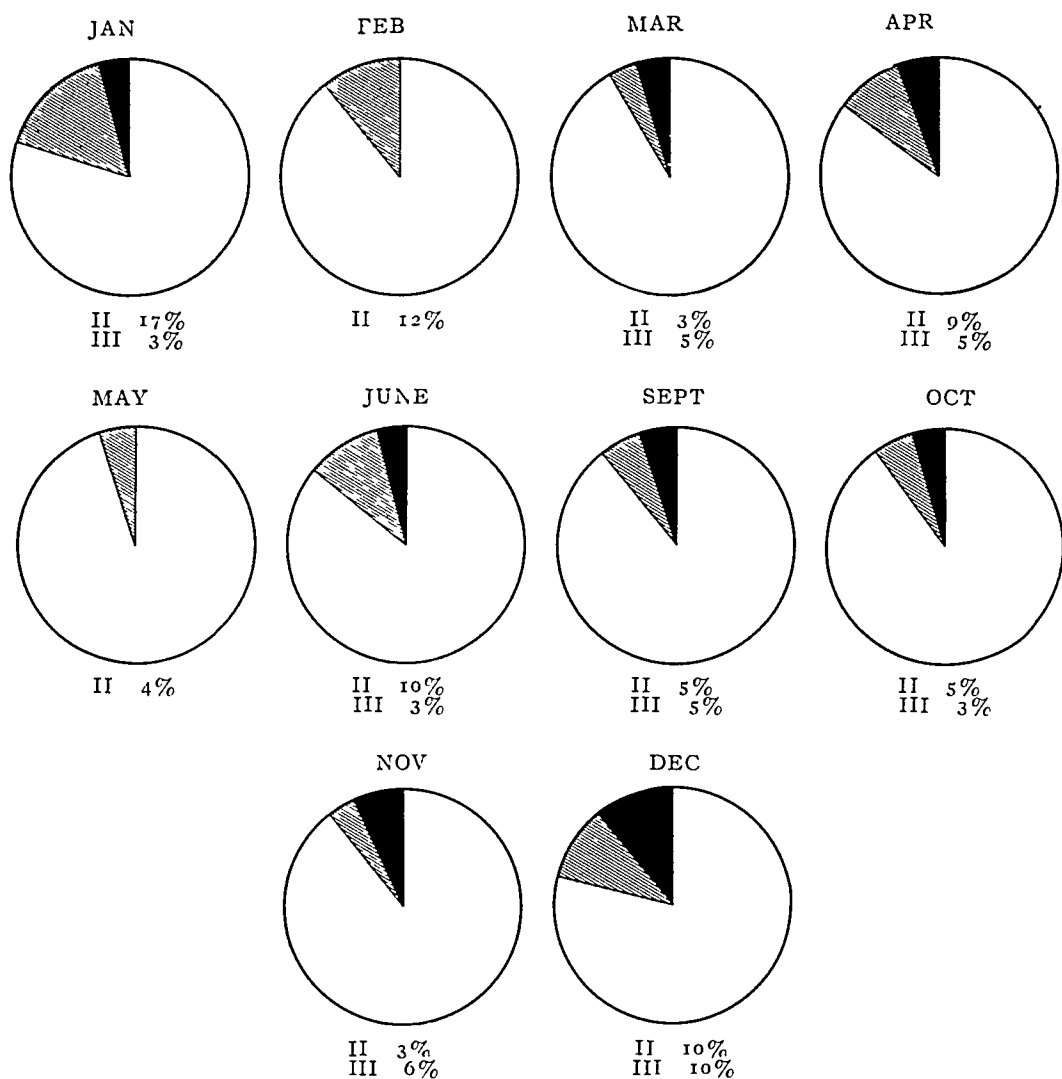 JAN FEB MAR APR
II 17% II 12% II 3% II 9%
III 3% III 5% III 5%
MAY JUNE SEPT OCT
II 4% II 10% II 5% II 5%
III 3% III 5% III 3%
NOV DEC
II 3% II 10%
III 6% III 10%